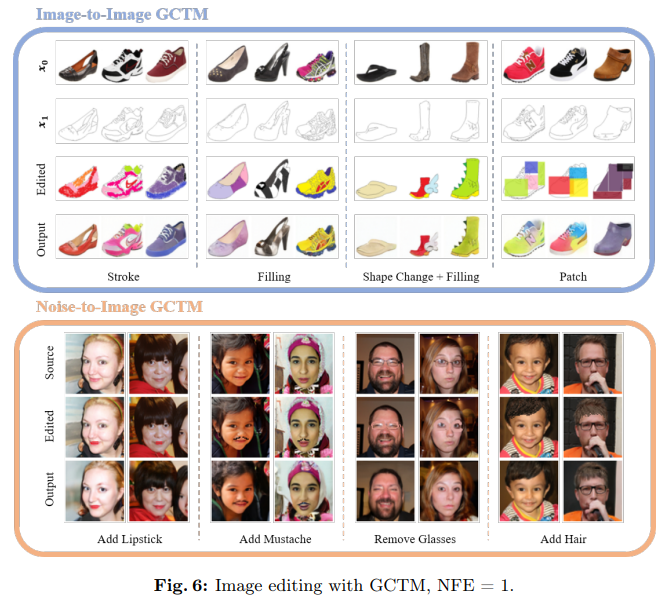 Image-to-Image GCTM
x₀
x₁
Edited
Output
Stroke
Filling
Shape Change + Filling
Patch
Noise-to-Image GCTM
Source
Edited
Output
Add Lipstick
Add Mustache
Remove Glasses
Add Hair
Fig. 6: Image editing with GCTM, NFE = 1.